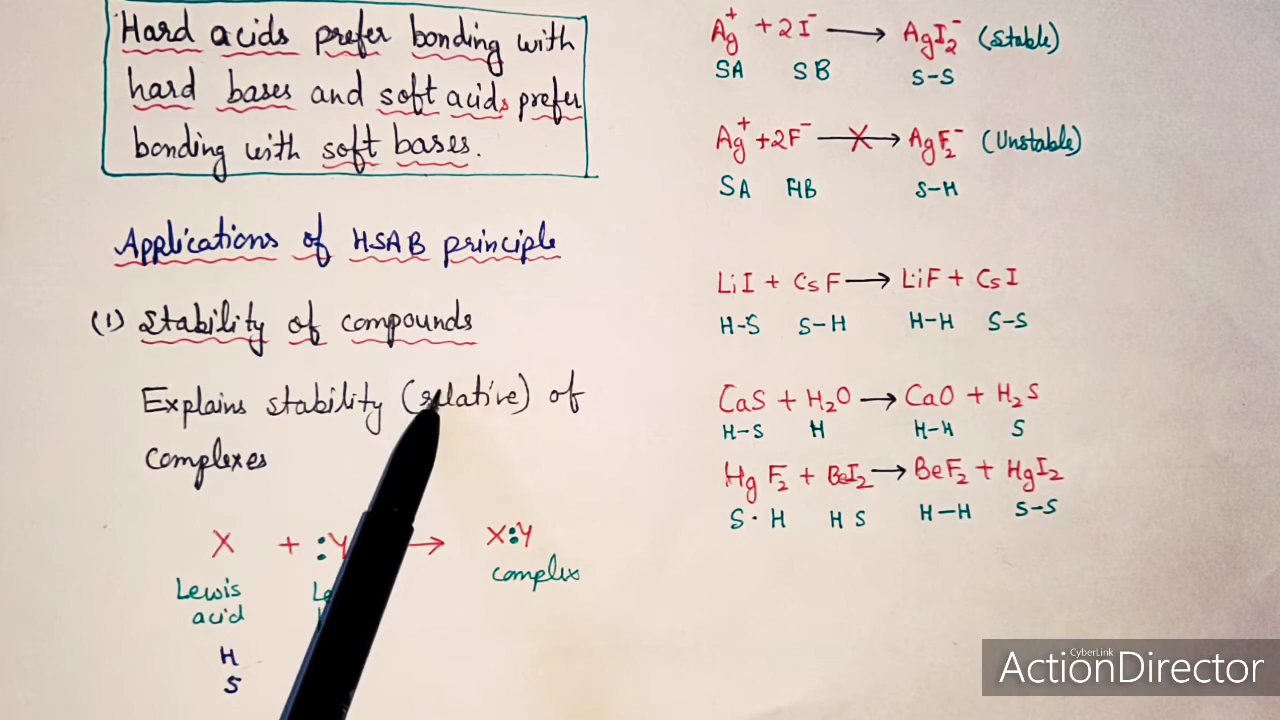 Hard acids prefer bonding with
hard bases and soft acids prefer
bonding with soft bases.
Applications of HSAB principle
(1) Stability of compounds
Explains stability (relative) of
complexes
X + :Y → X:Y
Lewis complex
acid
H
S
Ag⁺ + 2I⁻ → AgI₂⁻ (Stable)
SA SB S-S
Ag⁺ + 2F⁻ → AgF₂⁻ (Unstable)
SA HB S-H
LiI + CsF → LiF + CsI
H-S S-H H-H S-S
CaS + H₂O → CaO + H₂S
H-S H H-H S
HgF₂ + BeI₂ → BeF₂ + HgI₂
S·H H S H-H S-S
CyberLink
ActionDirector